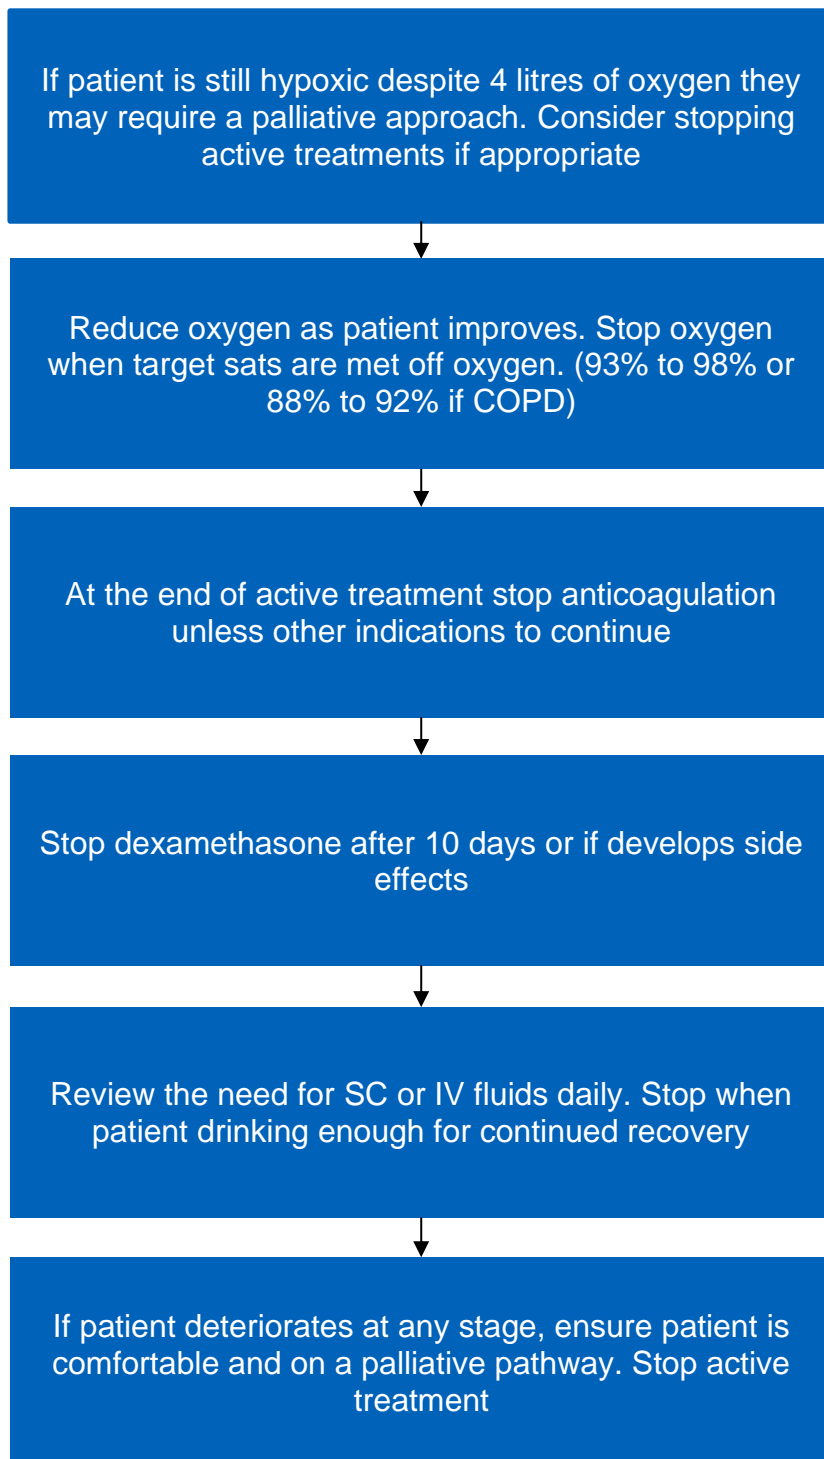 If patient is still hypoxic despite 4 litres of oxygen they
may require a palliative approach. Consider stopping
active treatments if appropriate
Reduce oxygen as patient improves. Stop oxygen
when target sats are met off oxygen. (93% to 98% or
88% to 92% if COPD)
At the end of active treatment stop anticoagulation
unless other indications to continue
Stop dexamethasone after 10 days or if develops side
effects
Review the need for SC or IV fluids daily. Stop when
patient drinking enough for continued recovery
If patient deteriorates at any stage, ensure patient is
comfortable and on a palliative pathway. Stop active
treatment